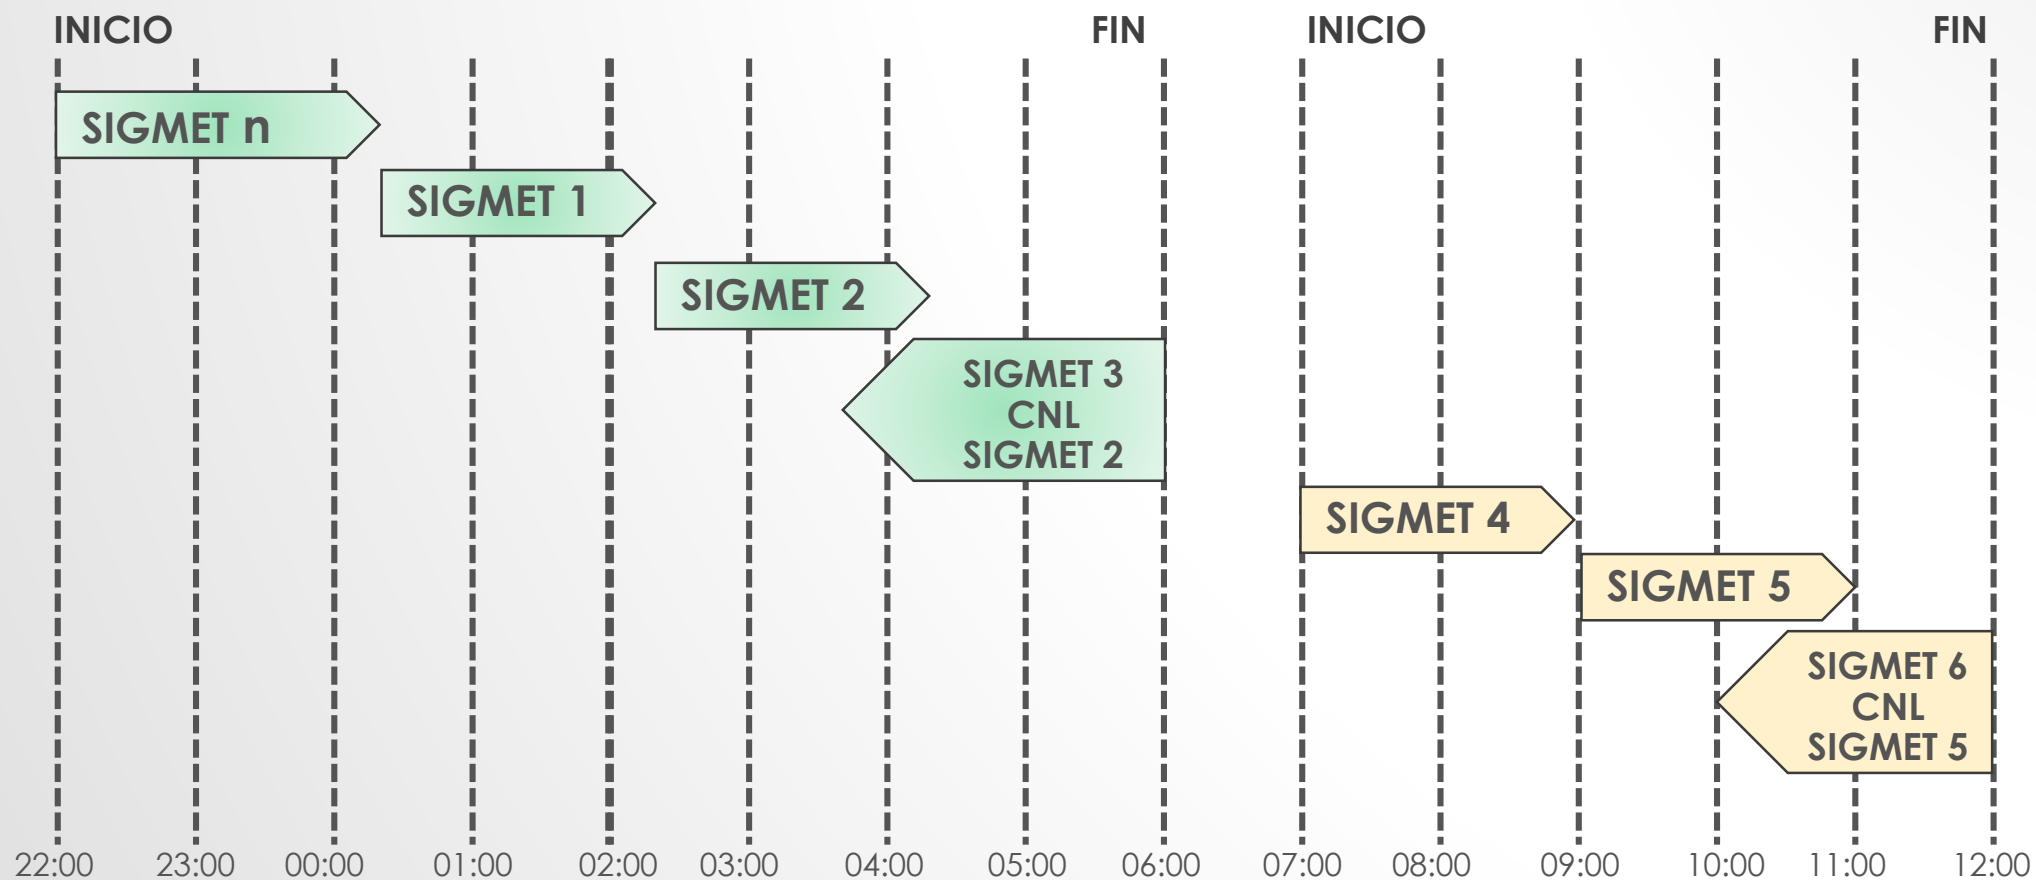 INICIO
FIN
INICIO
FIN
SIGMET n
SIGMET 1
SIGMET 2
SIGMET 3
CNL
SIGMET 2
SIGMET 4
SIGMET 5
SIGMET 6
CNL
SIGMET 5
22:00
23:00
00:00
01:00
02:00
03:00
04:00
05:00
06:00
07:00
08:00
09:00
10:00
11:00
12:00